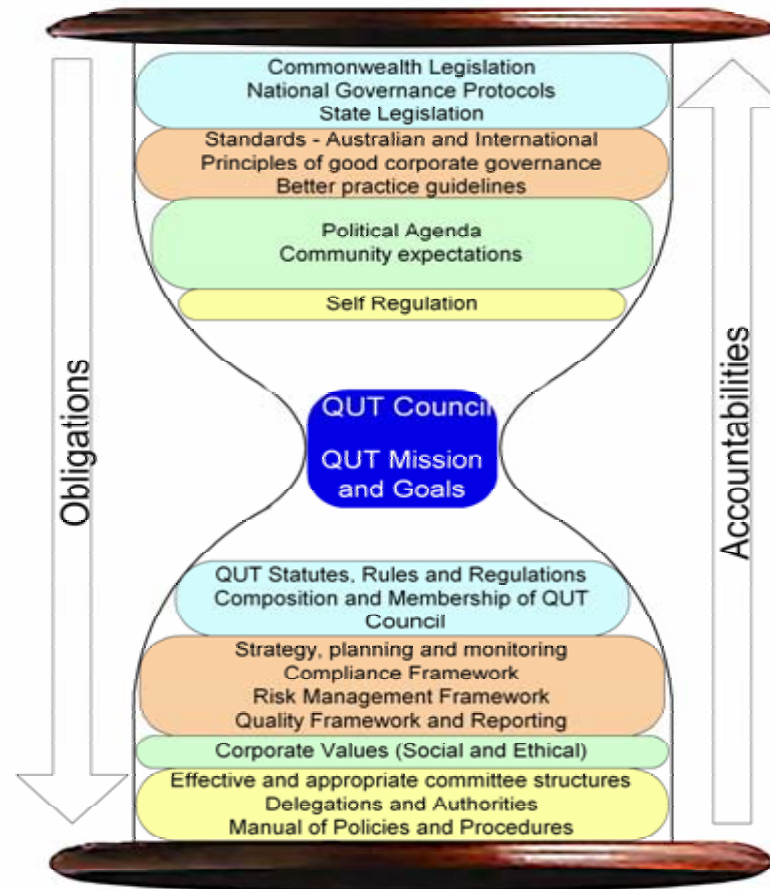 Commonwealth Legislation
National Governance Protocols
State Legislation
Standards - Australian and International
Principles of good corporate governance
Better practice guidelines
Political Agenda
Community expectations
Self Regulation
Obligations
QUT Council
QUT Mission
and Goals
Accountabilities
QUT Statutes, Rules and Regulations
Composition and Membership of QUT
Council
Strategy, planning and monitoring
Compliance Framework
Risk Management Framework
Quality Framework and Reporting
Corporate Values (Social and Ethical)
Effective and appropriate committee structures
Delegations and Authorities
Manual of Policies and Procedures